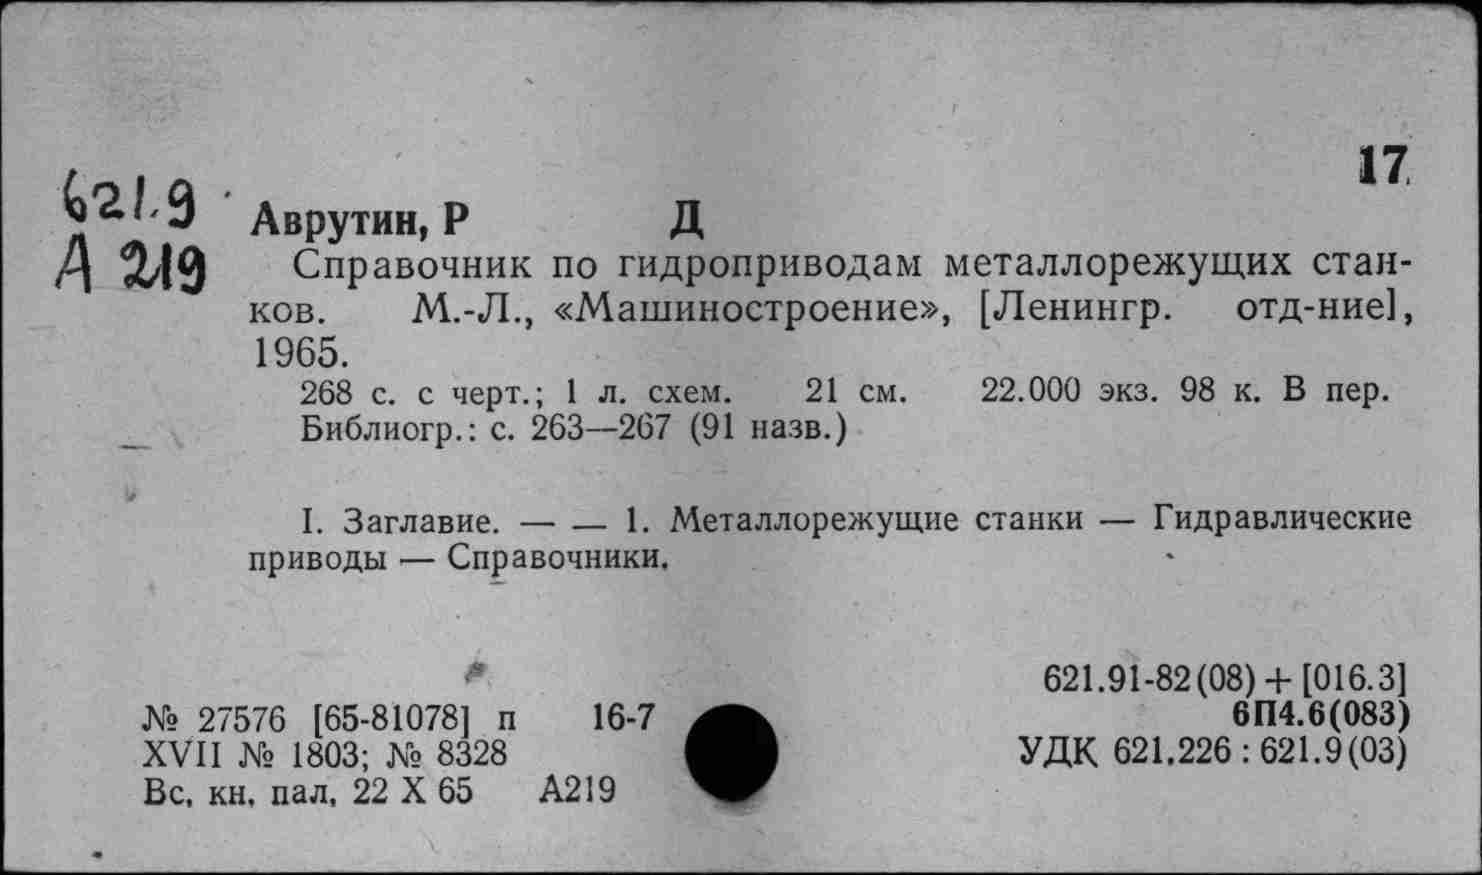 17.
621.9 Аврутин, Р Д
А 219 Справочник по гидроприводам металлорежущих стан-
ков. М.-Л., «Машиностроение», [Ленингр. отд-ние],
1965.
268 с. с черт.; 1 л. схем. 21 см. 22.000 экз. 98 к. В пер.
Библиогр.: с. 263—267 (91 назв.)
I. Заглавие. — — 1. Металлорежущие станки — Гидравлические
приводы — Справочники.
621.91-82(08) + [016.3]
№ 27576 [65-81078] п 16-7 6П4.6(083)
XVII № 1803; № 8328 УДК 621.226 : 621.9(03)
Вс. кн. пал. 22 X 65 А219